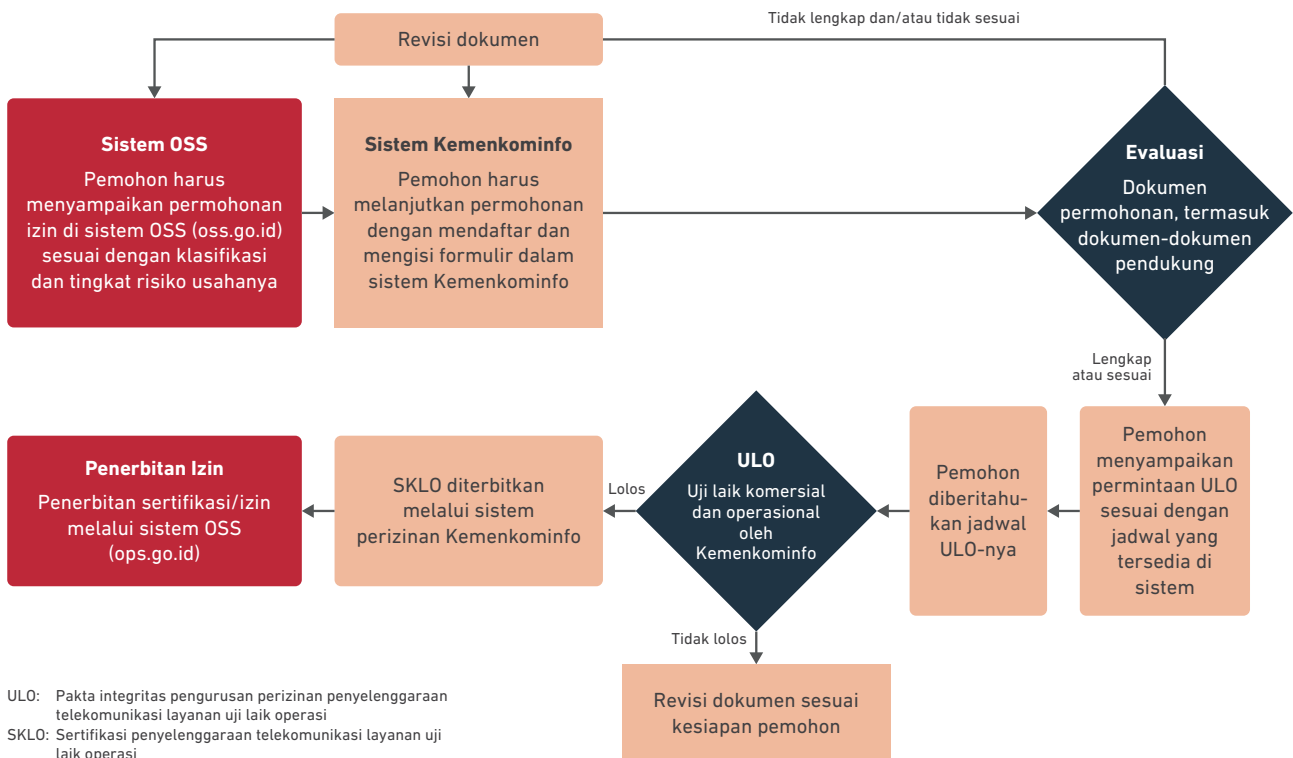 Tidak lengkap dan/atau tidak sesuai
Revisi dokumen
Sistem OSS
Pemohon harus
menyampaikan permohonan
izin di sistem OSS (oss.go.id)
sesuai dengan klasifikasi
dan tingkat risiko usahanya
Sistem Kemenkominfo
Pemohon harus
melanjutkan permohonan
dengan mendaftar dan
mengisi formulir dalam
sistem Kemenkominfo
Evaluasi
Dokumen
permohonan, termasuk
dokumen-dokumen
pendukung
Lengkap
atau sesuai
Pemohon
menyampaikan
permintaan ULO
sesuai dengan
jadwal yang
tersedia di
sistem
Pemohon
diberitahu-
kan jadwal
ULO-nya
ULO
Uji laik komersial
dan operasional
oleh
Kemenkominfo
Lolos
SKLO diterbitkan
melalui sistem
perizinan Kemenkominfo
Penerbitan Izin
Penerbitan sertifikasi/izin
melalui sistem OSS
(ops.go.id)
Tidak lolos
Revisi dokumen sesuai
kesiapan pemohon
ULO: Pakta integritas pengurusan perizinan penyelenggaraan
telekomunikasi layanan uji laik operasi
SKLO: Sertifikasi penyelenggaraan telekomunikasi layanan uji
laik operasi